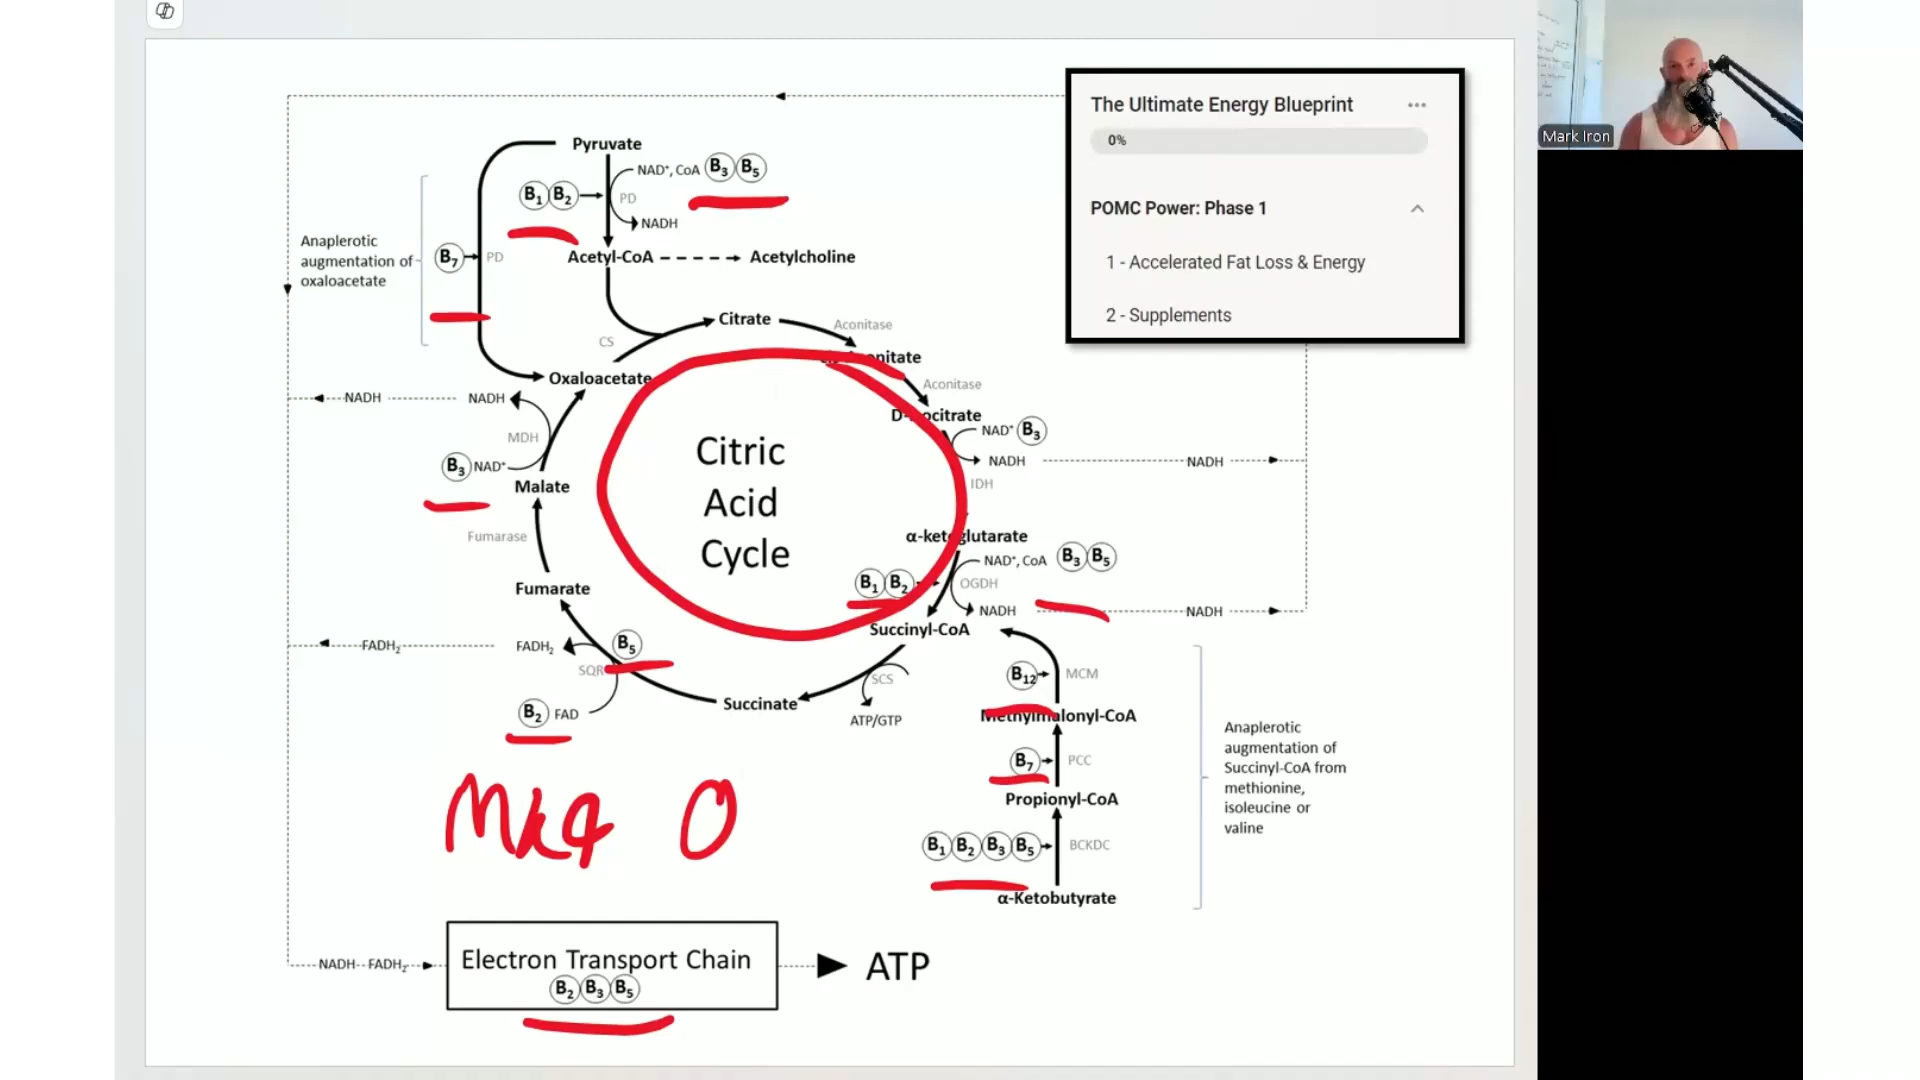 The Ultimate Energy Blueprint
0%
POMC Power: Phase 1
1 - Accelerated Fat Loss & Energy
2 - Supplements
Mark Iron
Pyruvate
NAD⁺, CoA B₃ B₅
B₁ B₂
PD
NADH
Acetyl-CoA
Acetylcholine
Anaplerotic
augmentation of
oxaloacetate
B₇
PD
Citrate
Aconitase
CS
Oxaloacetate
Aconitase
NADH
NADH
MDH
B₃ NAD⁺
Malate
Fumarase
Fumarate
Citric
Acid
Cycle
NAD⁺ B₃
NADH
NADH
IDH
α-ketoglutarate
NAD⁺, CoA B₃ B₅
B₁ B₂
OGDH
NADH
NADH
Succinyl-CoA
FADH₂
FADH₂
B₅
SQR
B₂ FAD
Succinate
SCS
ATP/GTP
B₁₂
MCM
Methylmalonyl-CoA
B₇
PCC
Propionyl-CoA
B₁ B₂ B₃ B₅
BCKDC
α-Ketobutyrate
Anaplerotic
augmentation of
Succinyl-CoA from
methionine,
isoleucine or
valine
NADH
FADH₂
Electron Transport Chain
B₂ B₃ B₅
ATP